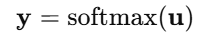 y = softmax(u)